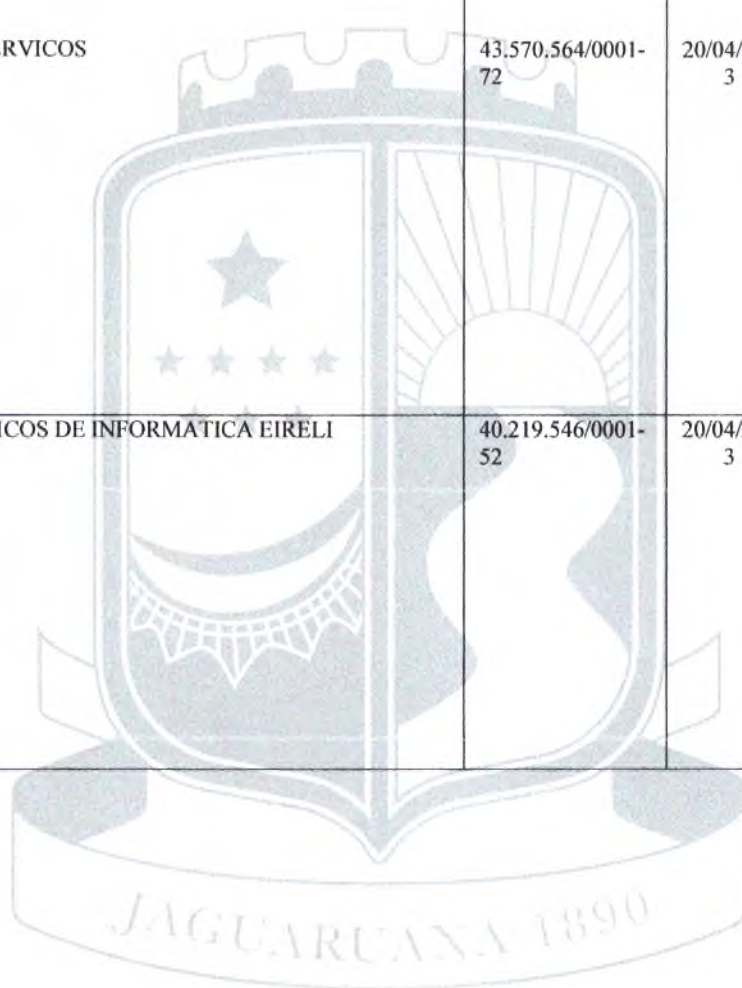 ERVICOS 43.570.564/0001- 20/04/
72 3
ICOS DE INFORMATICA EIRELI 40.219.546/0001- 20/04/
52 3
JAGUARUANA 1890